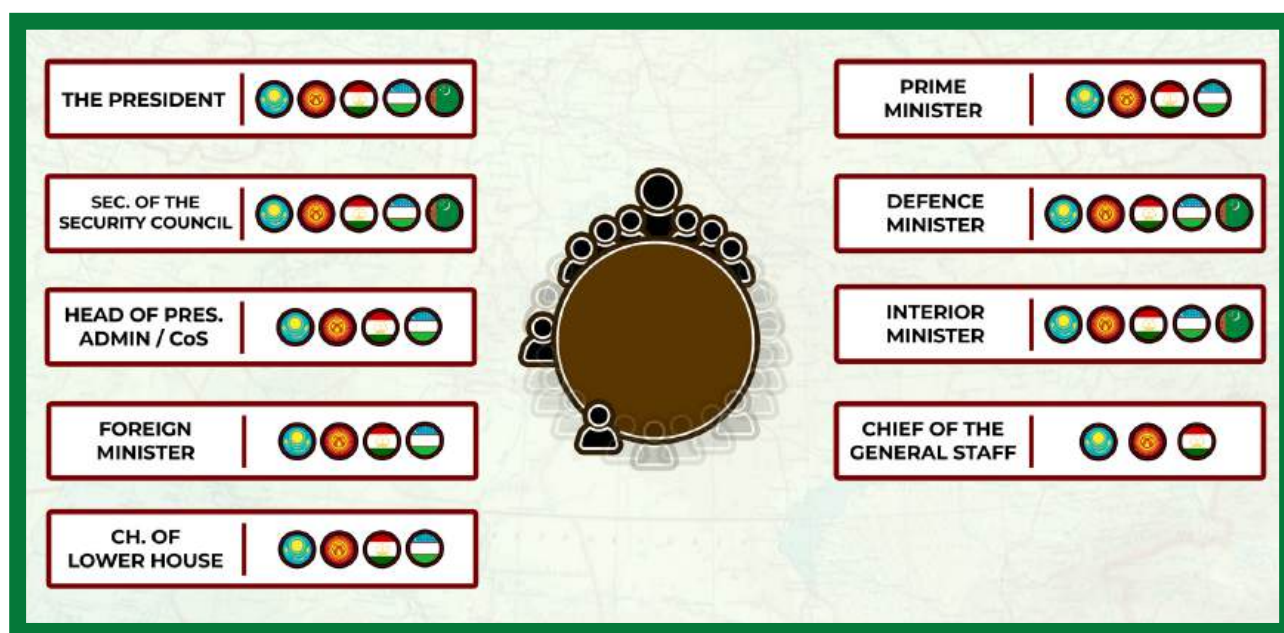 THE PRESIDENT
SEC. OF THE
SECURITY COUNCIL
HEAD OF PRES.
ADMIN / CoS
FOREIGN
MINISTER
CH. OF
LOWER HOUSE
PRIME
MINISTER
DEFENCE
MINISTER
INTERIOR
MINISTER
CHIEF OF THE
GENERAL STAFF